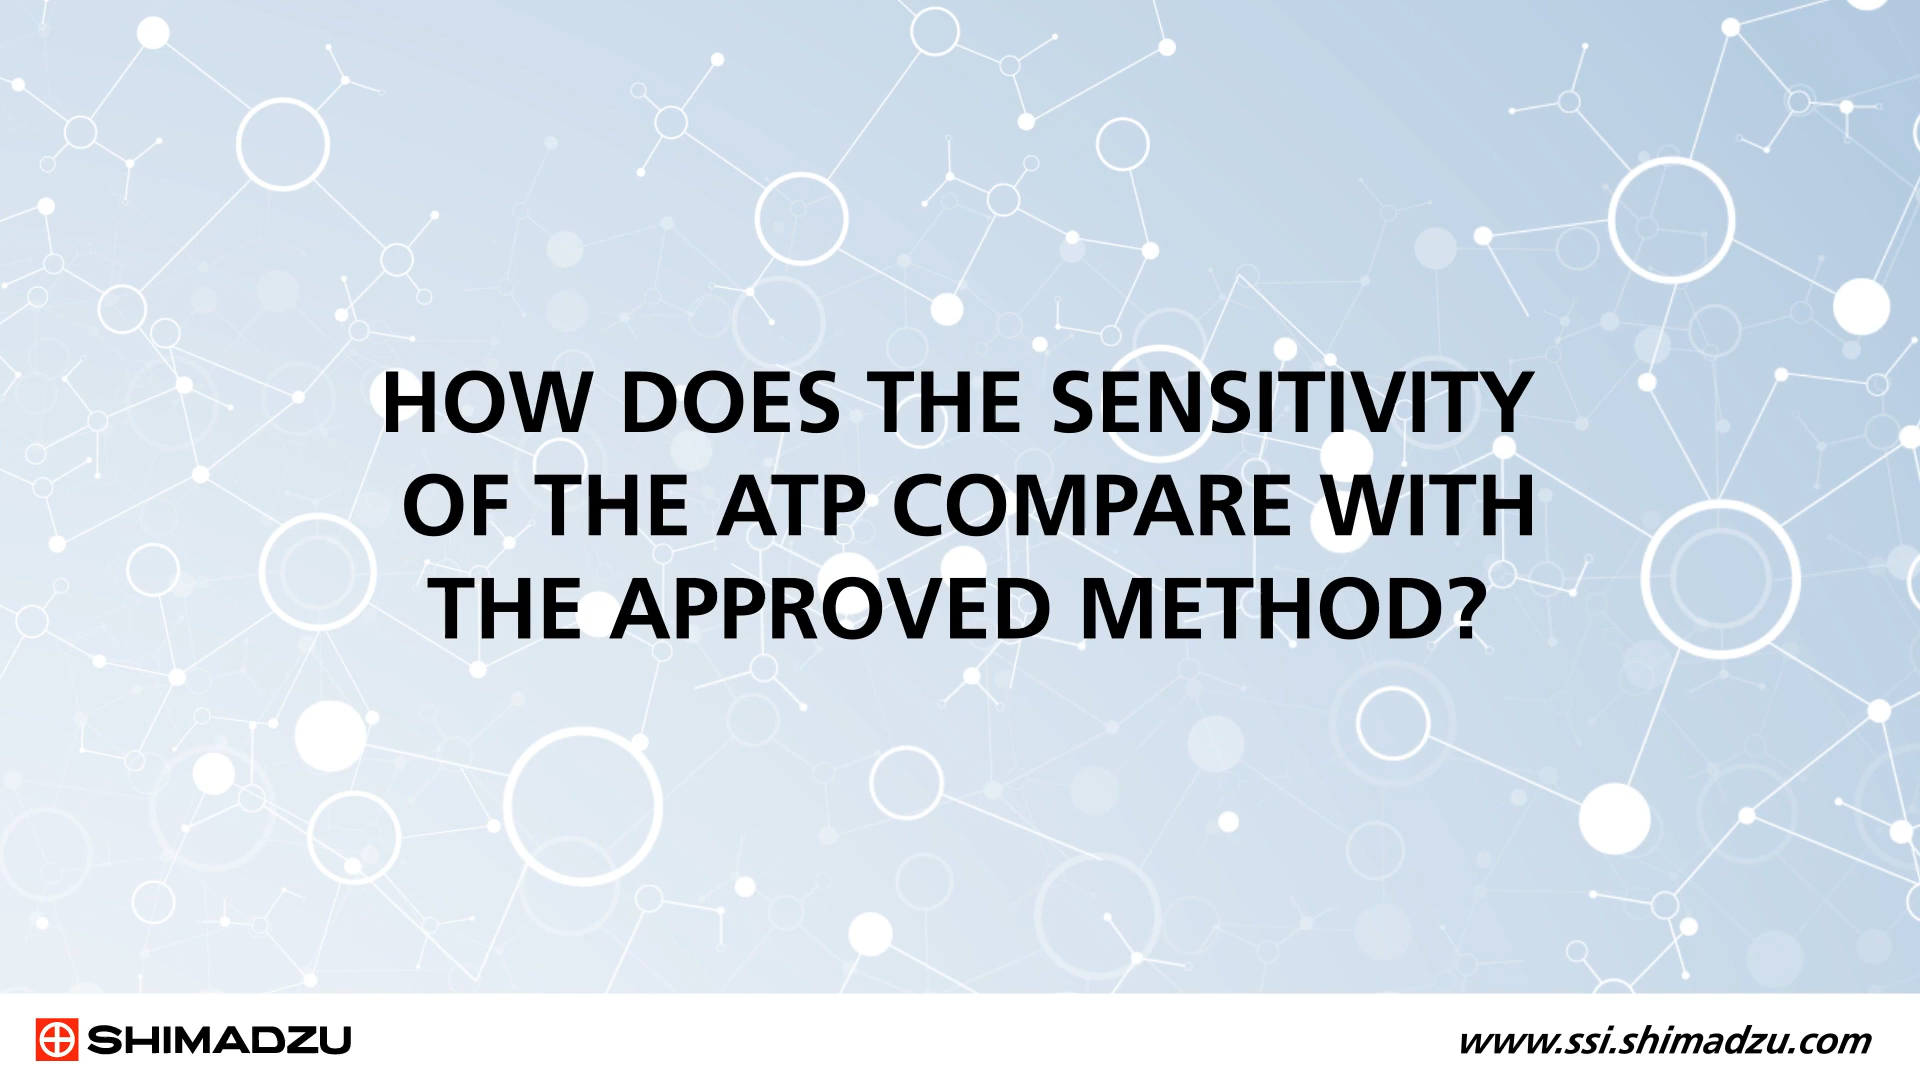 HOW DOES THE SENSITIVITY
OF THE ATP COMPARE WITH
THE APPROVED METHOD?
SHIMADZU
www.ssi.shimadzu.com